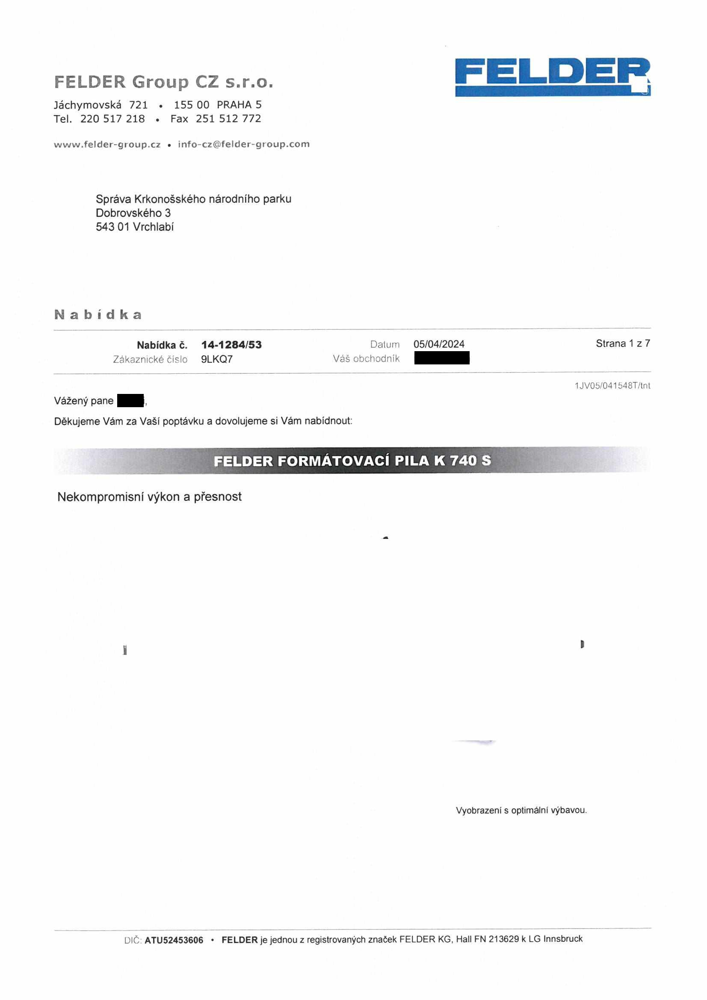 FELDER Group CZ s.r.o.
FELDER
Jáchymovská 721 • 155 00 PRAHA 5
Tel. 220 517 218 • Fax 251 512 772
www.felder-group.cz • info-cz@felder-group.com
Správa Krkonošského národního parku
Dobrovského 3
543 01 Vrchlabí
Nabídka
Nabídka č. 14-1284/53 Datum 05/04/2024 Strana 1 z 7
Zákaznické číslo 9LKQ7 Váš obchodník
1JV05/041548T/tnt
Vážený pane ,
Děkujeme Vám za Vaší poptávku a dovolujeme si Vám nabídnout:
FELDER FORMÁTOVACÍ PILA K 740 S
Nekompromisní výkon a přesnost
Vyobrazení s optimální výbavou.
DIČ: ATU52453606 • FELDER je jednou z registrovaných značek FELDER KG, Hall FN 213629 k LG Innsbruck